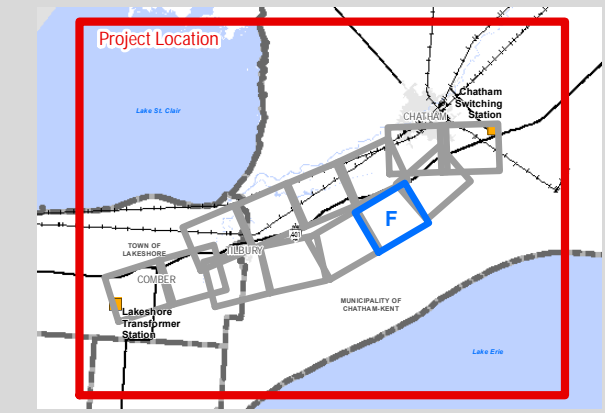 Project Location
Chatham
Switching
Station
CHATHAM
Lake St. Clair
F
401
TOWN OF
LAKESHORE
TILBURY
COMBER
MUNICIPALITY OF
CHATHAM-KENT
Lakeshore
Transformer
Station
Lake Erie